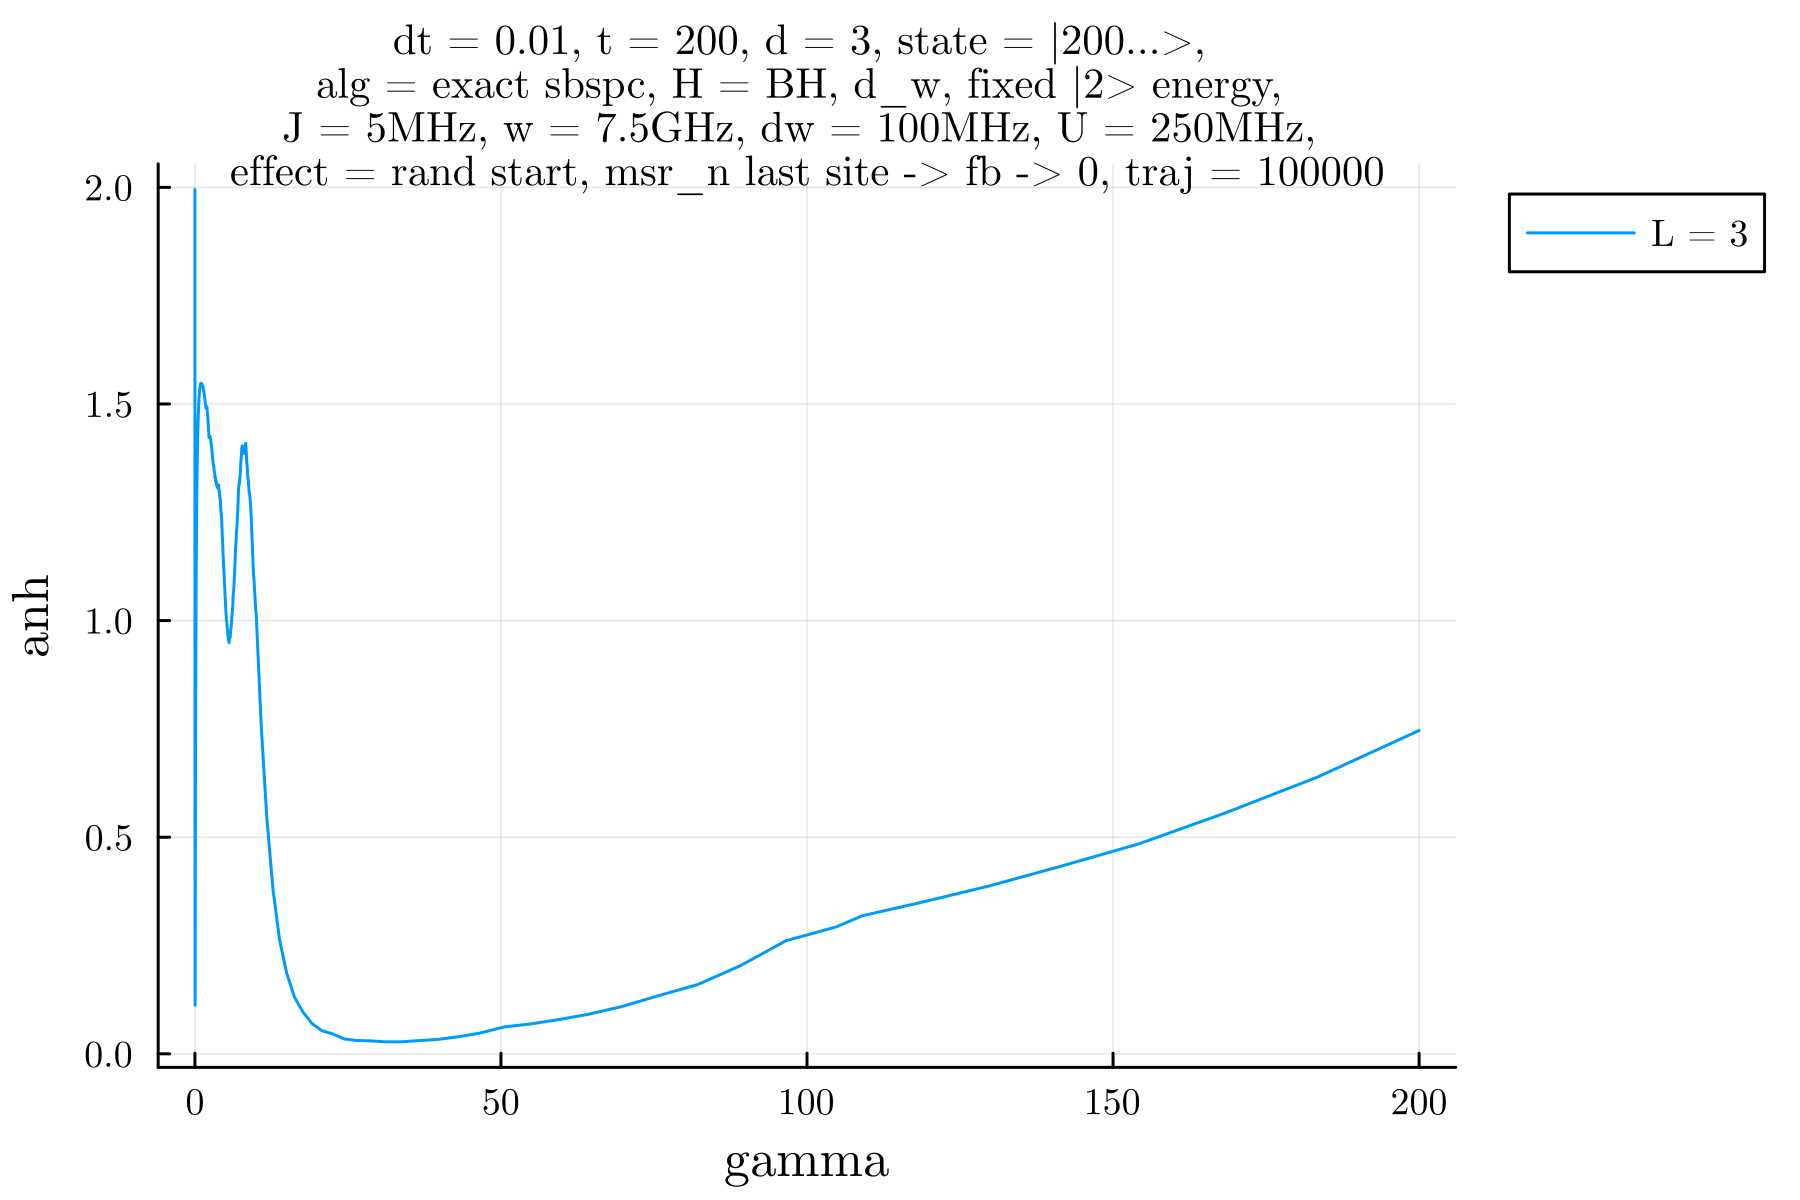 dt = 0.01, t = 200, d = 3, state = |200...>,
alg = exact sbspc, H = BH, d_w, fixed |2> energy,
J = 5MHz, w = 7.5GHz, dw = 100MHz, U = 250MHz,
effect = rand start, msr_n last site -> fb -> 0, traj = 100000
L = 3
2.0
1.5
1.0
0.5
0.0
anh
0 50 100 150 200
gamma